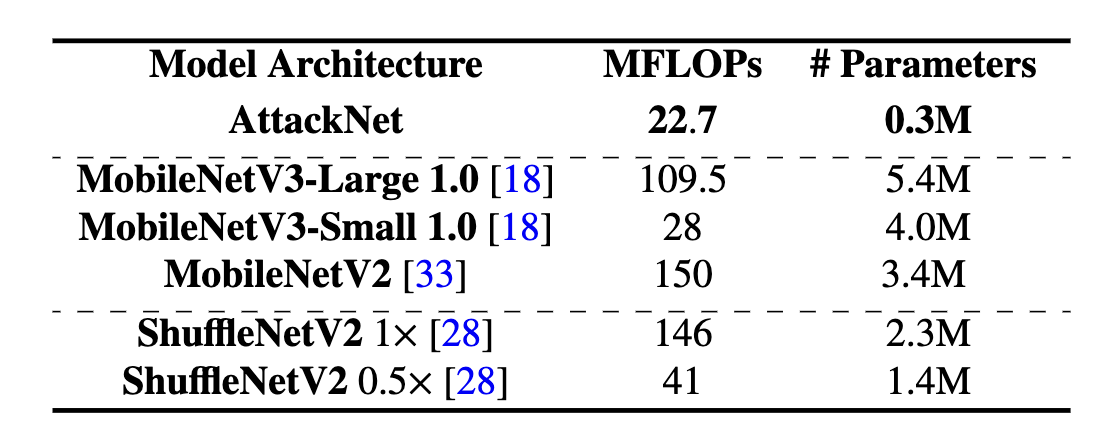 Model Architecture MFLOPs # Parameters
AttackNet 22.7 0.3M
MobileNetV3-Large 1.0 [18] 109.5 5.4M
MobileNetV3-Small 1.0 [18] 28 4.0M
MobileNetV2 [33] 150 3.4M
ShuffleNetV2 1× [28] 146 2.3M
ShuffleNetV2 0.5× [28] 41 1.4M